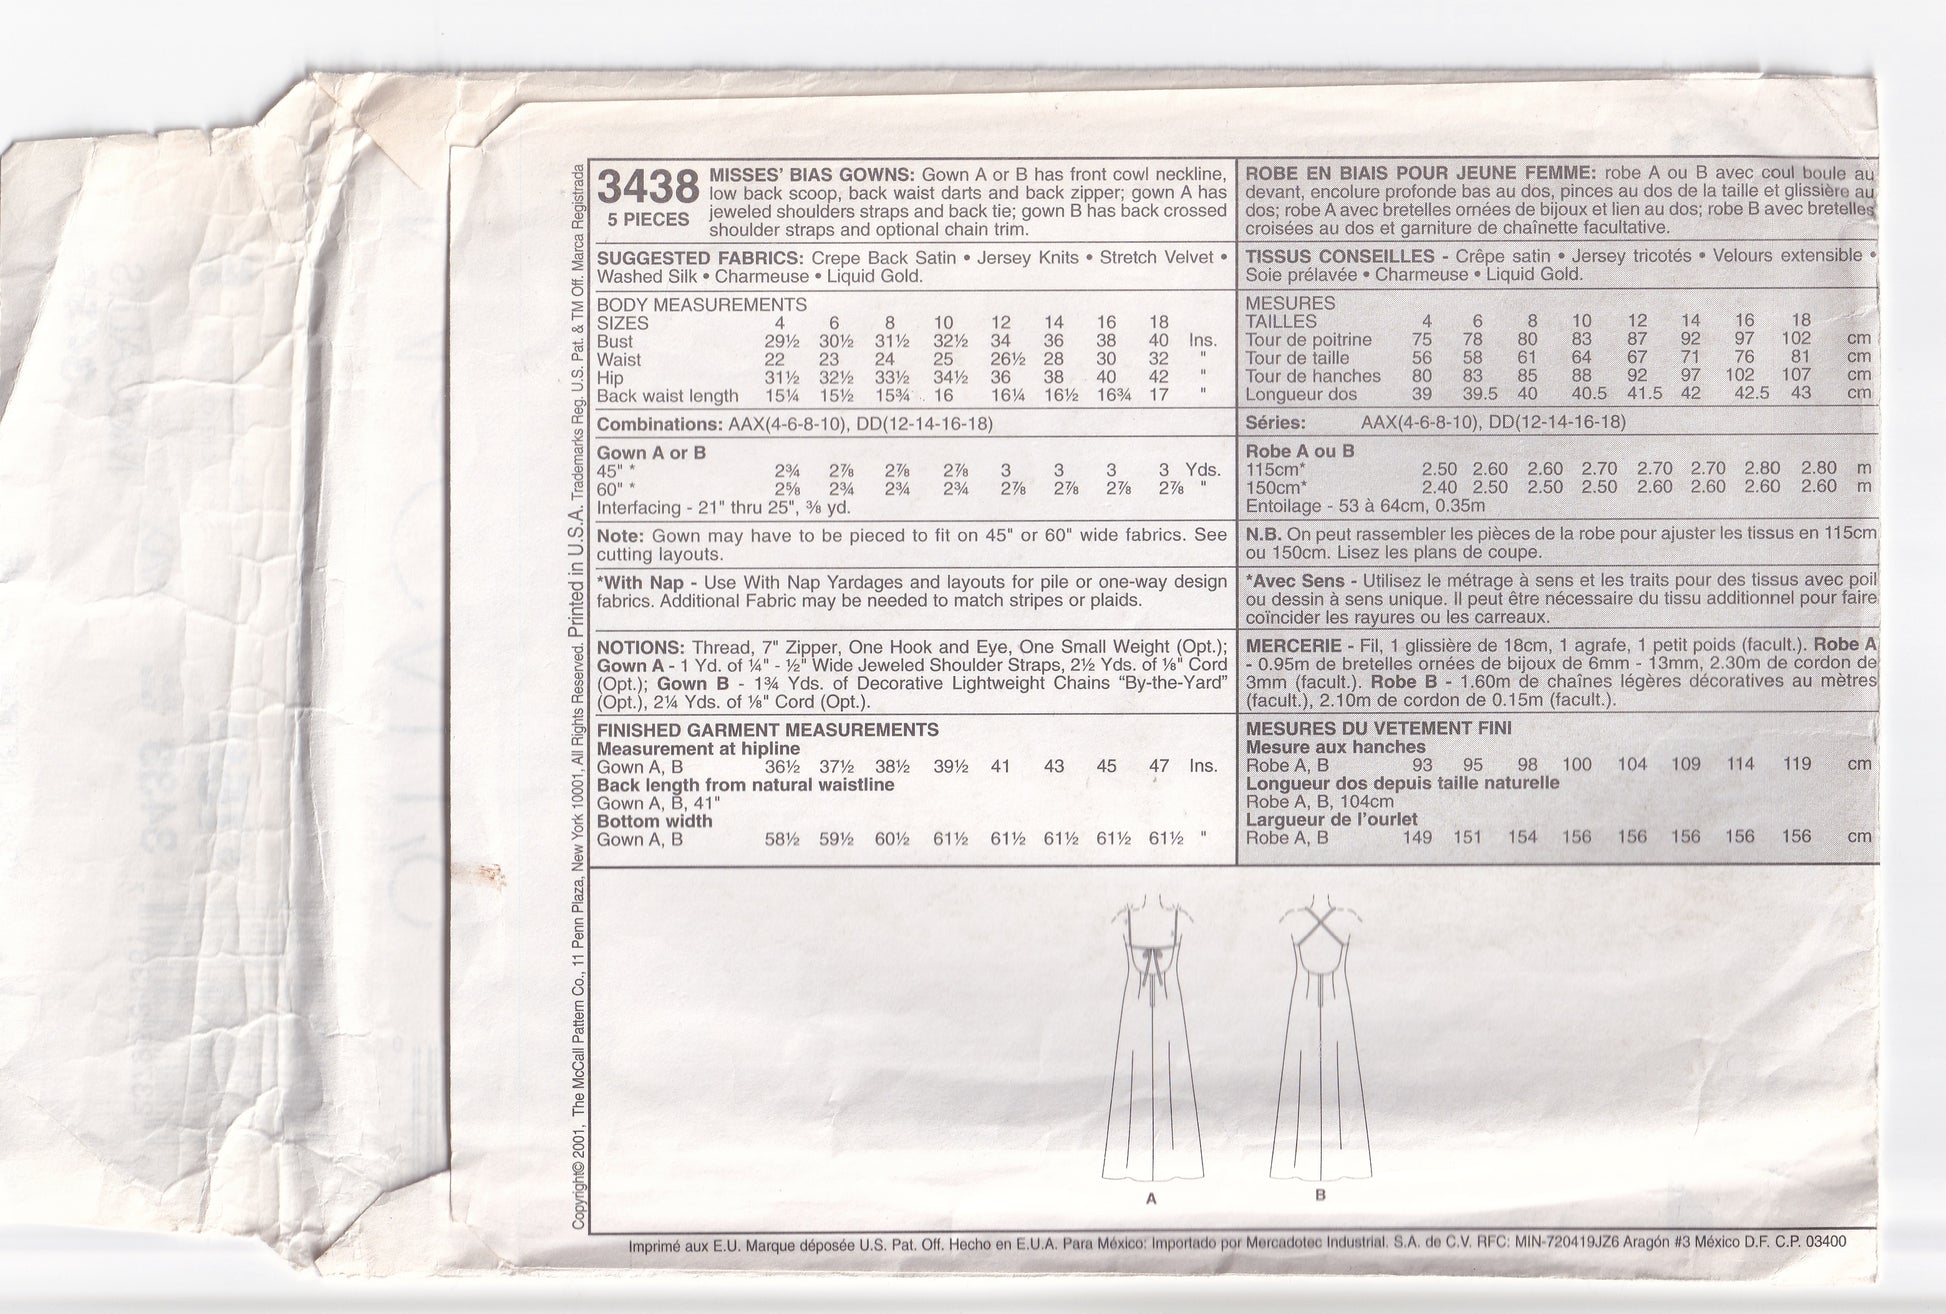 3438
5 PIECES
MISSES' BIAS GOWNS: Gown A or B has front cowl neckline,
low back scoop, back waist darts and back zipper; gown A has
jeweled shoulders straps and back tie; gown B has back crossed
shoulder straps and optional chain trim.
SUGGESTED FABRICS: Crepe Back Satin • Jersey Knits • Stretch Velvet •
Washed Silk • Charmeuse • Liquid Gold.
BODY MEASUREMENTS
SIZES 4 6 8 10 12 14 16 18
Bust 29½ 30½ 31½ 32½ 34 36 38 40 Ins.
Waist 22 23 24 25 26½ 28 30 32 "
Hip 31½ 32½ 33½ 34½ 36 38 40 42 "
Back waist length 15¼ 15½ 15¾ 16 16¼ 16½ 16¾ 17 "
Combinations: AAX(4-6-8-10), DD(12-14-16-18)
Gown A or B
45" * 2¾ 2⅞ 2⅞ 2⅞ 3 3 3 3 Yds.
60" * 2⅝ 2¾ 2¾ 2¾ 2⅞ 2⅞ 2⅞ 2⅞ "
Interfacing - 21" thru 25", ⅜ yd.
Note: Gown may have to be pieced to fit on 45" or 60" wide fabrics. See
cutting layouts.
*With Nap - Use With Nap Yardages and layouts for pile or one-way design
fabrics. Additional Fabric may be needed to match stripes or plaids.
NOTIONS: Thread, 7" Zipper, One Hook and Eye, One Small Weight (Opt.);
Gown A - 1 Yd. of ¼" - ½" Wide Jeweled Shoulder Straps, 2½ Yds. of ⅛" Cord
(Opt.); Gown B - 1¾ Yds. of Decorative Lightweight Chains “By-the-Yard”
(Opt.), 2¼ Yds. of ⅛" Cord (Opt.).
FINISHED GARMENT MEASUREMENTS
Measurement at hipline
Gown A, B 36½ 37½ 38½ 39½ 41 43 45 47 Ins.
Back length from natural waistline
Gown A, B, 41"
Bottom width
Gown A, B 58½ 59½ 60½ 61½ 61½ 61½ 61½ 61½ "
ROBE EN BIAIS POUR JEUNE FEMME: robe A ou B avec coul boule au
devant, encolure profonde bas au dos, pinces au dos de la taille et glissière au
dos; robe A avec bretelles ornées de bijoux et lien au dos; robe B avec bretelles
croisées au dos et garniture de chaînette facultative.
TISSUS CONSEILLES - Crêpe satin • Jersey tricotés • Velours extensible •
Soie prélavée • Charmeuse • Liquid Gold.
MESURES
TAILLES 4 6 8 10 12 14 16 18
Tour de poitrine 75 78 80 83 87 92 97 102 cm
Tour de taille 56 58 61 64 67 71 76 81 cm
Tour de hanches 80 83 85 88 92 97 102 107 cm
Longueur dos 39 39.5 40 40.5 41.5 42 42.5 43 cm
Séries: AAX(4-6-8-10), DD(12-14-16-18)
Robe A ou B
115cm* 2.50 2.60 2.60 2.70 2.70 2.70 2.80 2.80 m
150cm* 2.40 2.50 2.50 2.50 2.60 2.60 2.60 2.60 m
Entoilage - 53 à 64cm, 0.35m
N.B. On peut rassembler les pièces de la robe pour ajuster les tissus en 115cm
ou 150cm. Lisez les plans de coupe.
*Avec Sens - Utilisez le métrage à sens et les traits pour des tissus avec poil
ou dessin à sens unique. Il peut être nécessaire du tissu additionnel pour faire
coïncider les rayures ou les carreaux.
MERCERIE - Fil, 1 glissière de 18cm, 1 agrafe, 1 petit poids (facult.). Robe A
- 0.95m de bretelles ornées de bijoux de 6mm - 13mm, 2.30m de cordon de
3mm (facult.). Robe B - 1.60m de chaînes légères décoratives au mètres
(facult.), 2.10m de cordon de 0.15m (facult.).
MESURES DU VETEMENT FINI
Mesure aux hanches
Robe A, B 93 95 98 100 104 109 114 119 cm
Longueur dos depuis taille naturelle
Robe A, B, 104cm
Largueur de l'ourlet
Robe A, B 149 151 154 156 156 156 156 156 cm
A
B
Copyright© 2001, The McCall Pattern Co., 11 Penn Plaza, New York 10001, All Rights Reserved. Printed in U.S.A. Trademarks Reg. U.S. Pat. & TM Off. Marca Registrada
Imprimé aux E.U. Marque déposée U.S. Pat. Off. Hecho en E.U.A. Para México: Importado por Mercadotec Industrial. S.A. de C.V. RFC: MIN-720419JZ6 Aragón #3 México D.F. C.P. 03400